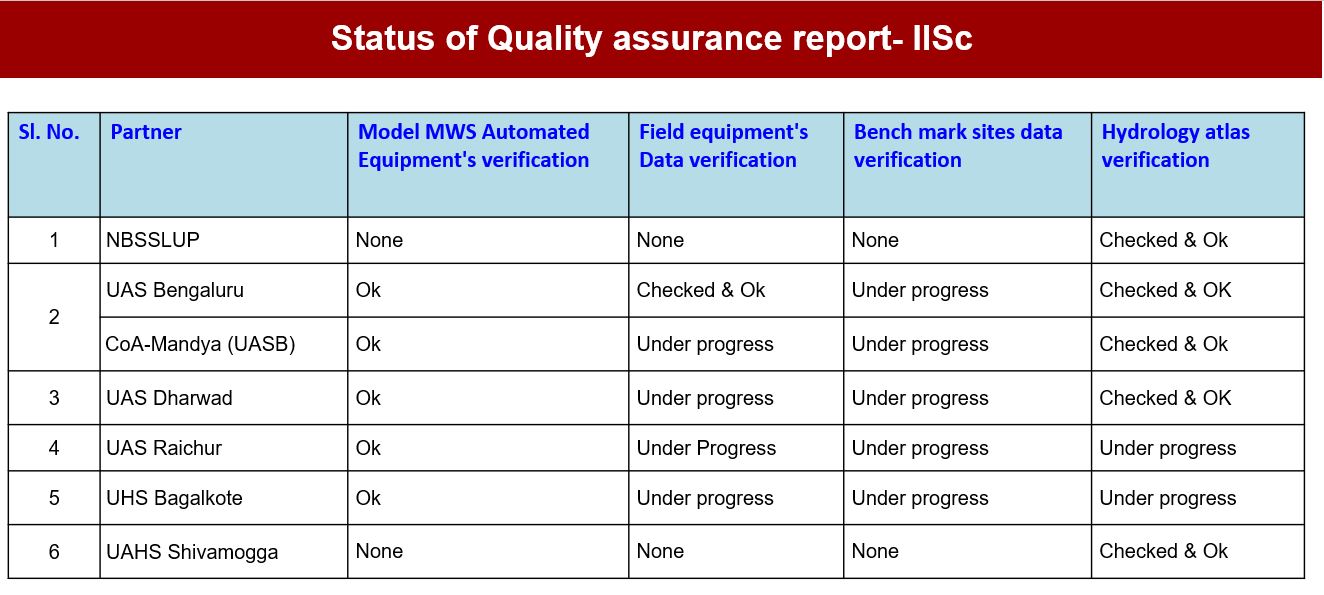 Status of Quality assurance report- IISc
Sl. No. Partner Model MWS Automated Equipment's verification Field equipment's Data verification Bench mark sites data verification Hydrology atlas verification
1 NBSSLUP None None None Checked & Ok
2 UAS Bengaluru Ok Checked & Ok Under progress Checked & OK
CoA-Mandya (UASB) Ok Under progress Under progress Checked & Ok
3 UAS Dharwad Ok Under progress Under progress Checked & OK
4 UAS Raichur Ok Under Progress Under progress Under progress
5 UHS Bagalkote Ok Under progress Under progress Under progress
6 UAHS Shivamogga None None None Checked & Ok